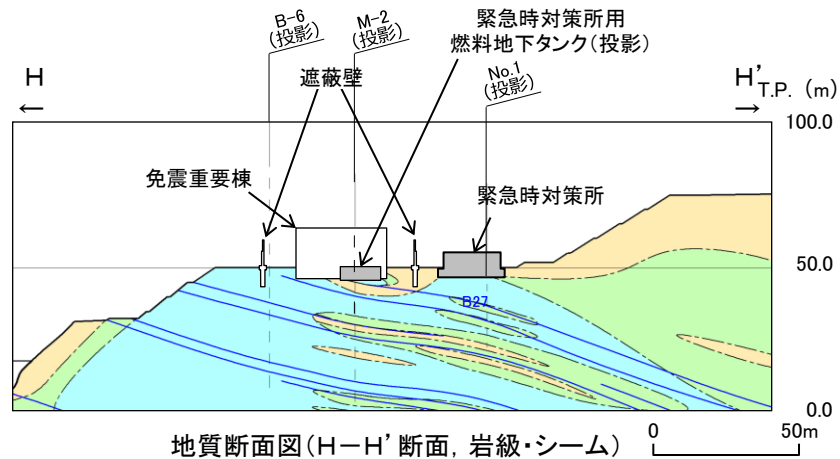 B-6
(投影)
M-2
(投影)
緊急時対策所用
燃料地下タンク(投影)
No.1
(投影)
H
←
遮蔽壁
H’
→
T.P. (m)
100.0
免震重要棟
緊急時対策所
50.0
B27
0.0
地質断面図(H-H’断面, 岩級・シーム)
0 50m